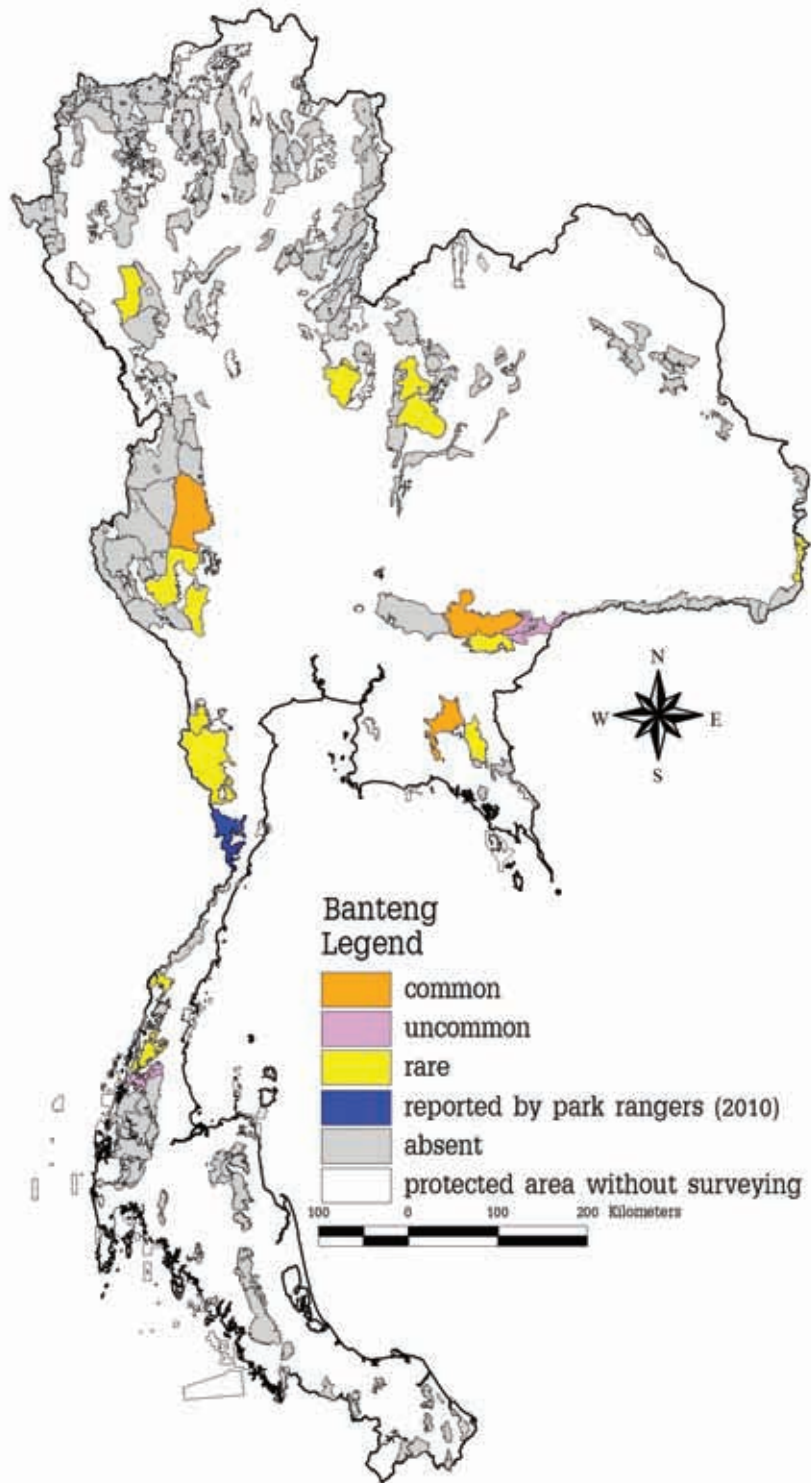 N
W E
S
Banteng
Legend
common
uncommon
rare
reported by park rangers (2010)
absent
protected area without surveying
100 0 100 200 Kilometers